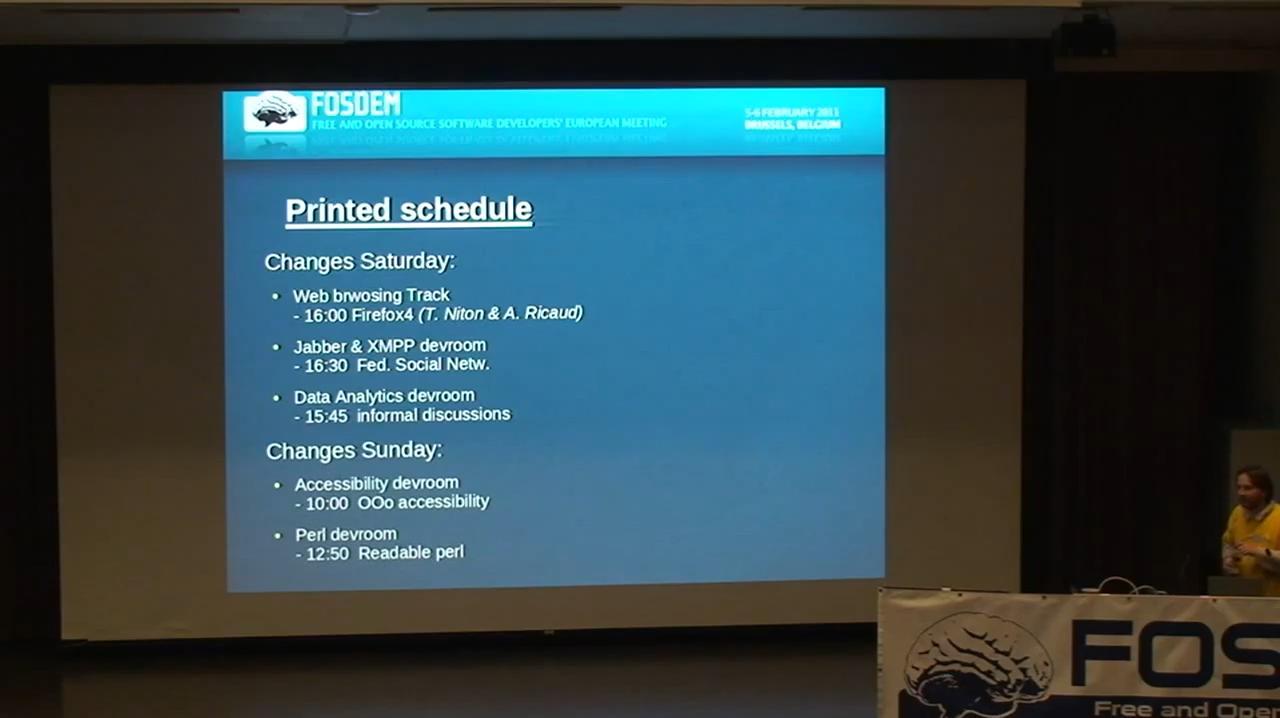 FOSDEM
FREE AND OPEN SOURCE SOFTWARE DEVELOPERS' EUROPEAN MEETING
5-6 FEBRUARY 2011
BRUSSELS, BELGIUM
Printed schedule
Changes Saturday:
• Web brwosing Track
- 16:00 Firefox4 (T. Niton & A. Ricaud)
• Jabber & XMPP devroom
- 16:30 Fed. Social Netw.
• Data Analytics devroom
- 15:45 informal discussions
Changes Sunday:
• Accessibility devroom
- 10:00 OOo accessibility
• Perl devroom
- 12:50 Readable perl
FOS
Free and Open